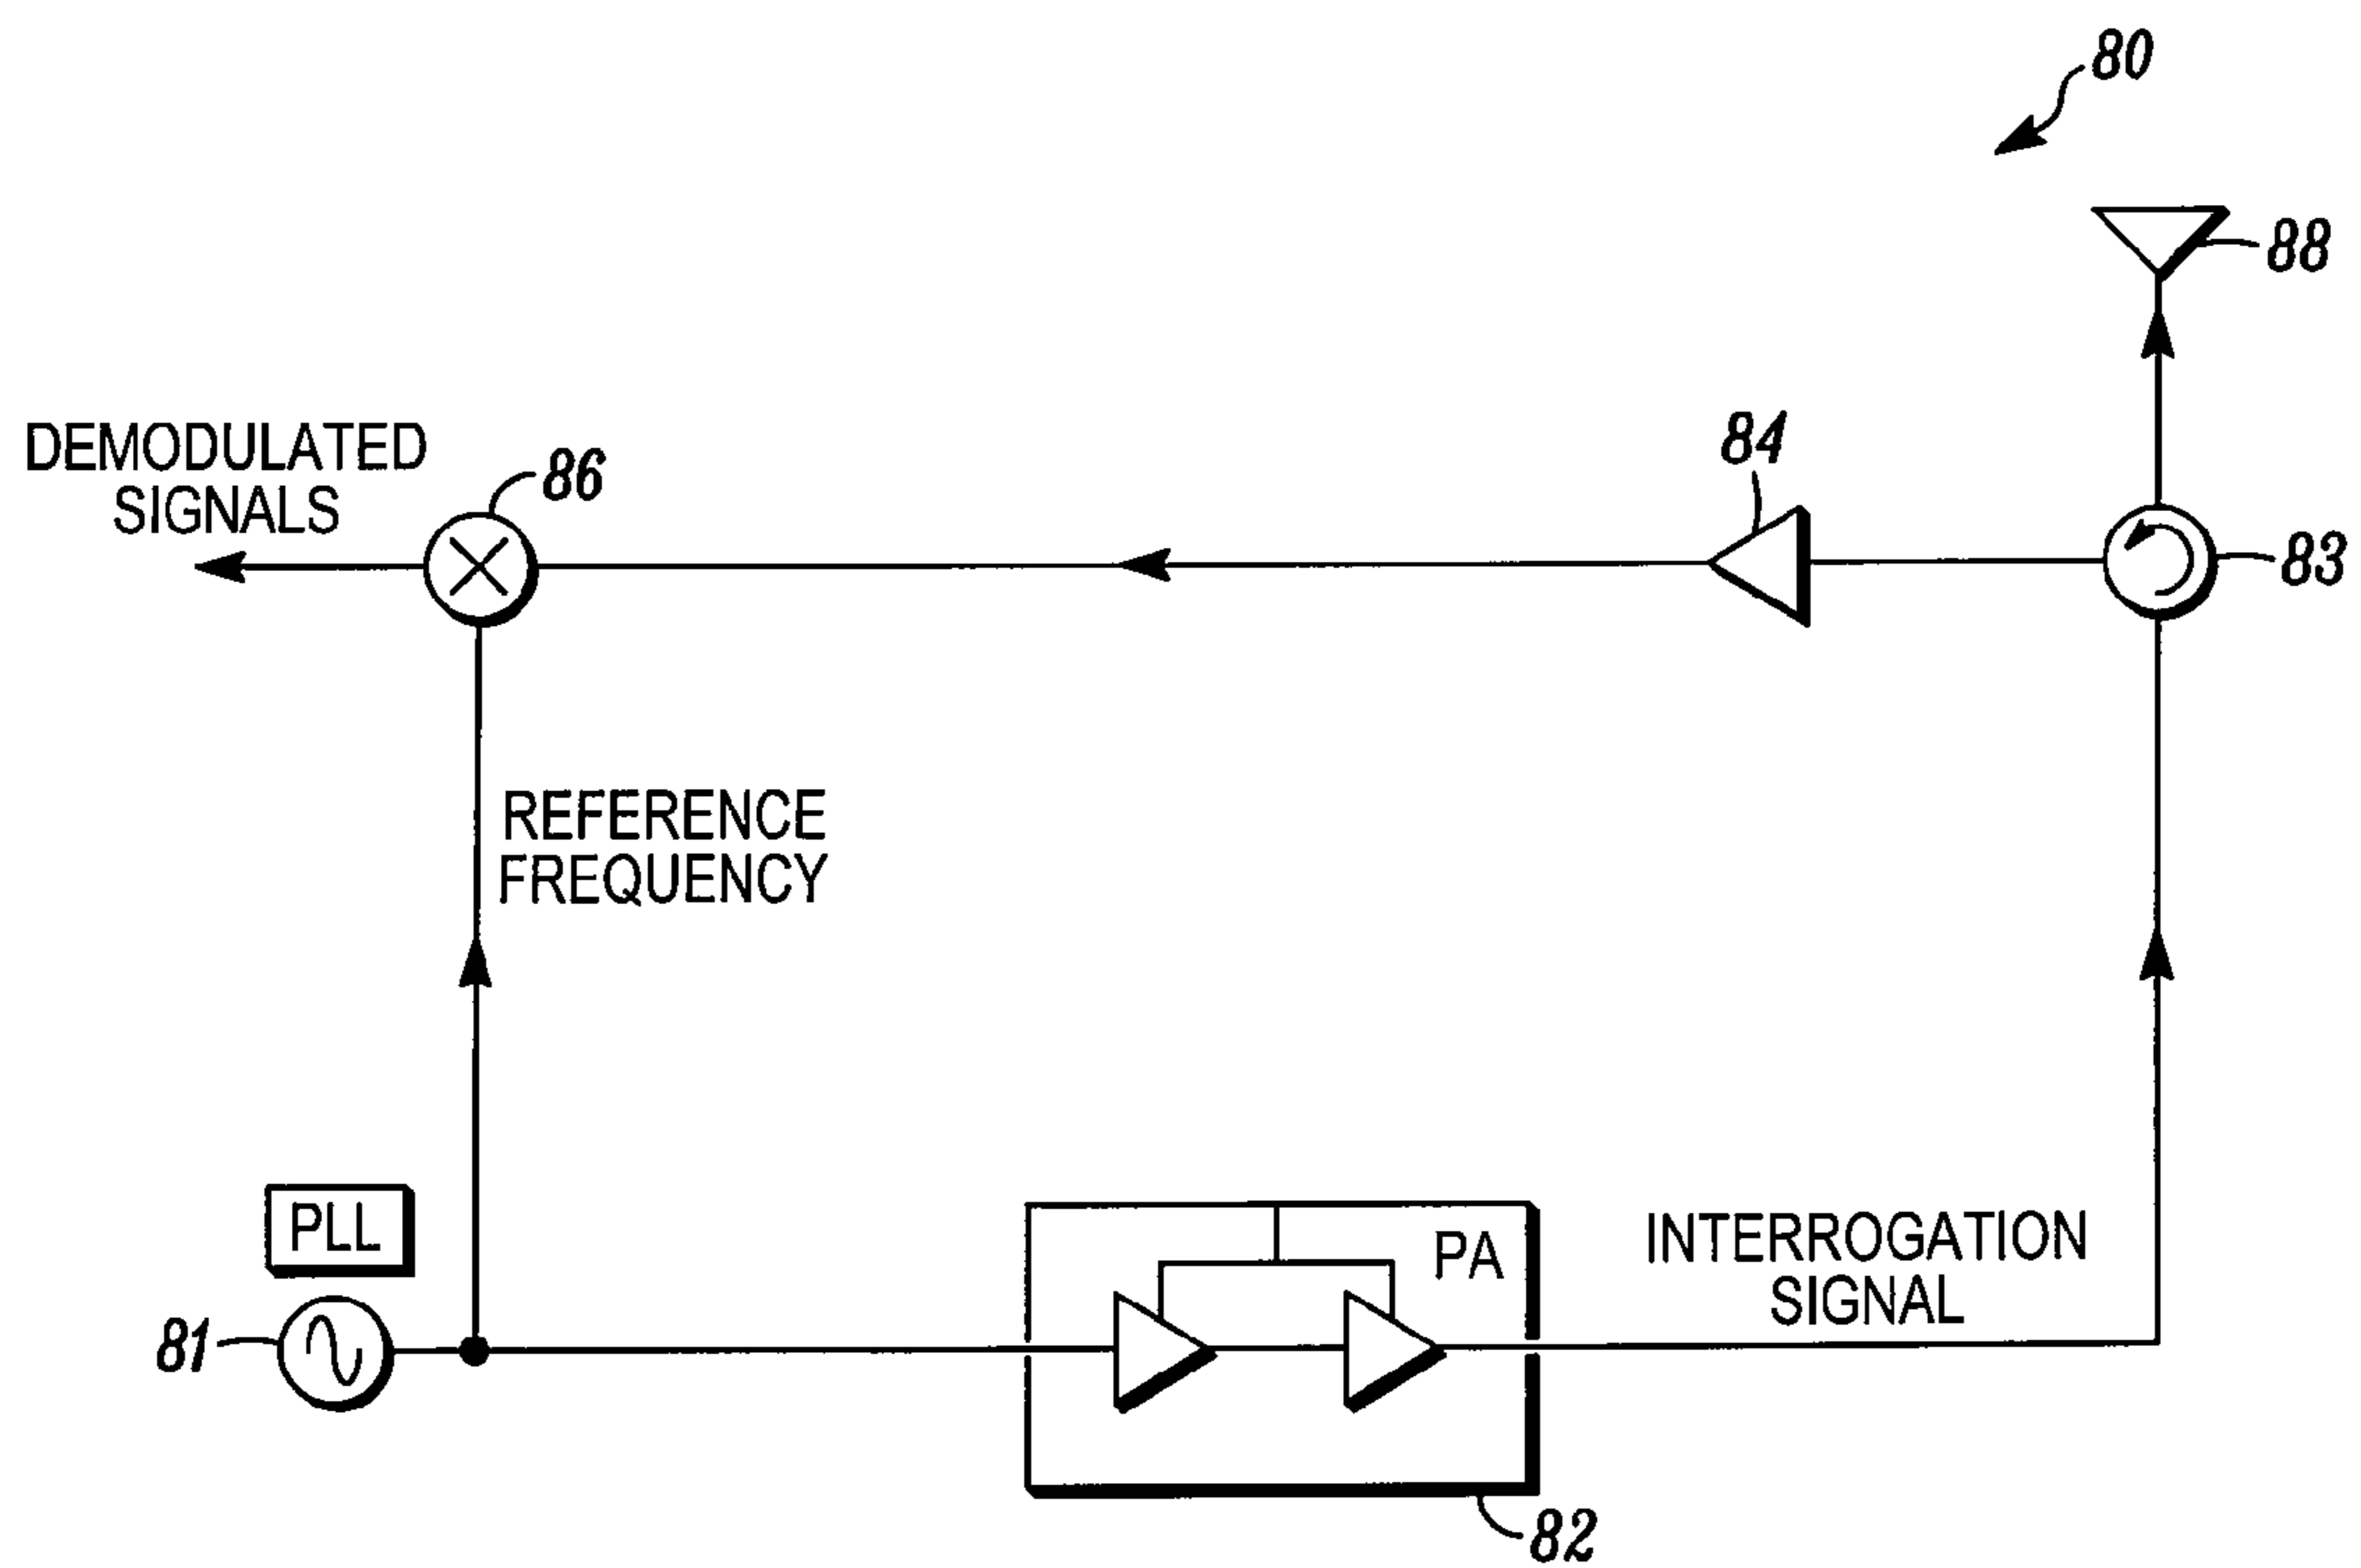 80
88
84
DEMODULATED
SIGNALS
86
83
REFERENCE
FREQUENCY
PLL
PA
INTERROGATION
SIGNAL
81
82